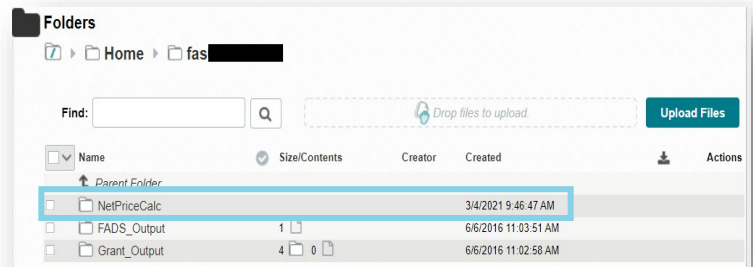 Folders
Home fas
Find: Drop files to upload. Upload Files
Name Size/Contents Creator Created Actions
Parent Folder
NetPriceCalc 3/4/2021 9:46:47 AM
FADS_Output 1 6/6/2016 11:03:51 AM
Grant_Output 4 0 6/6/2016 11:02:58 AM